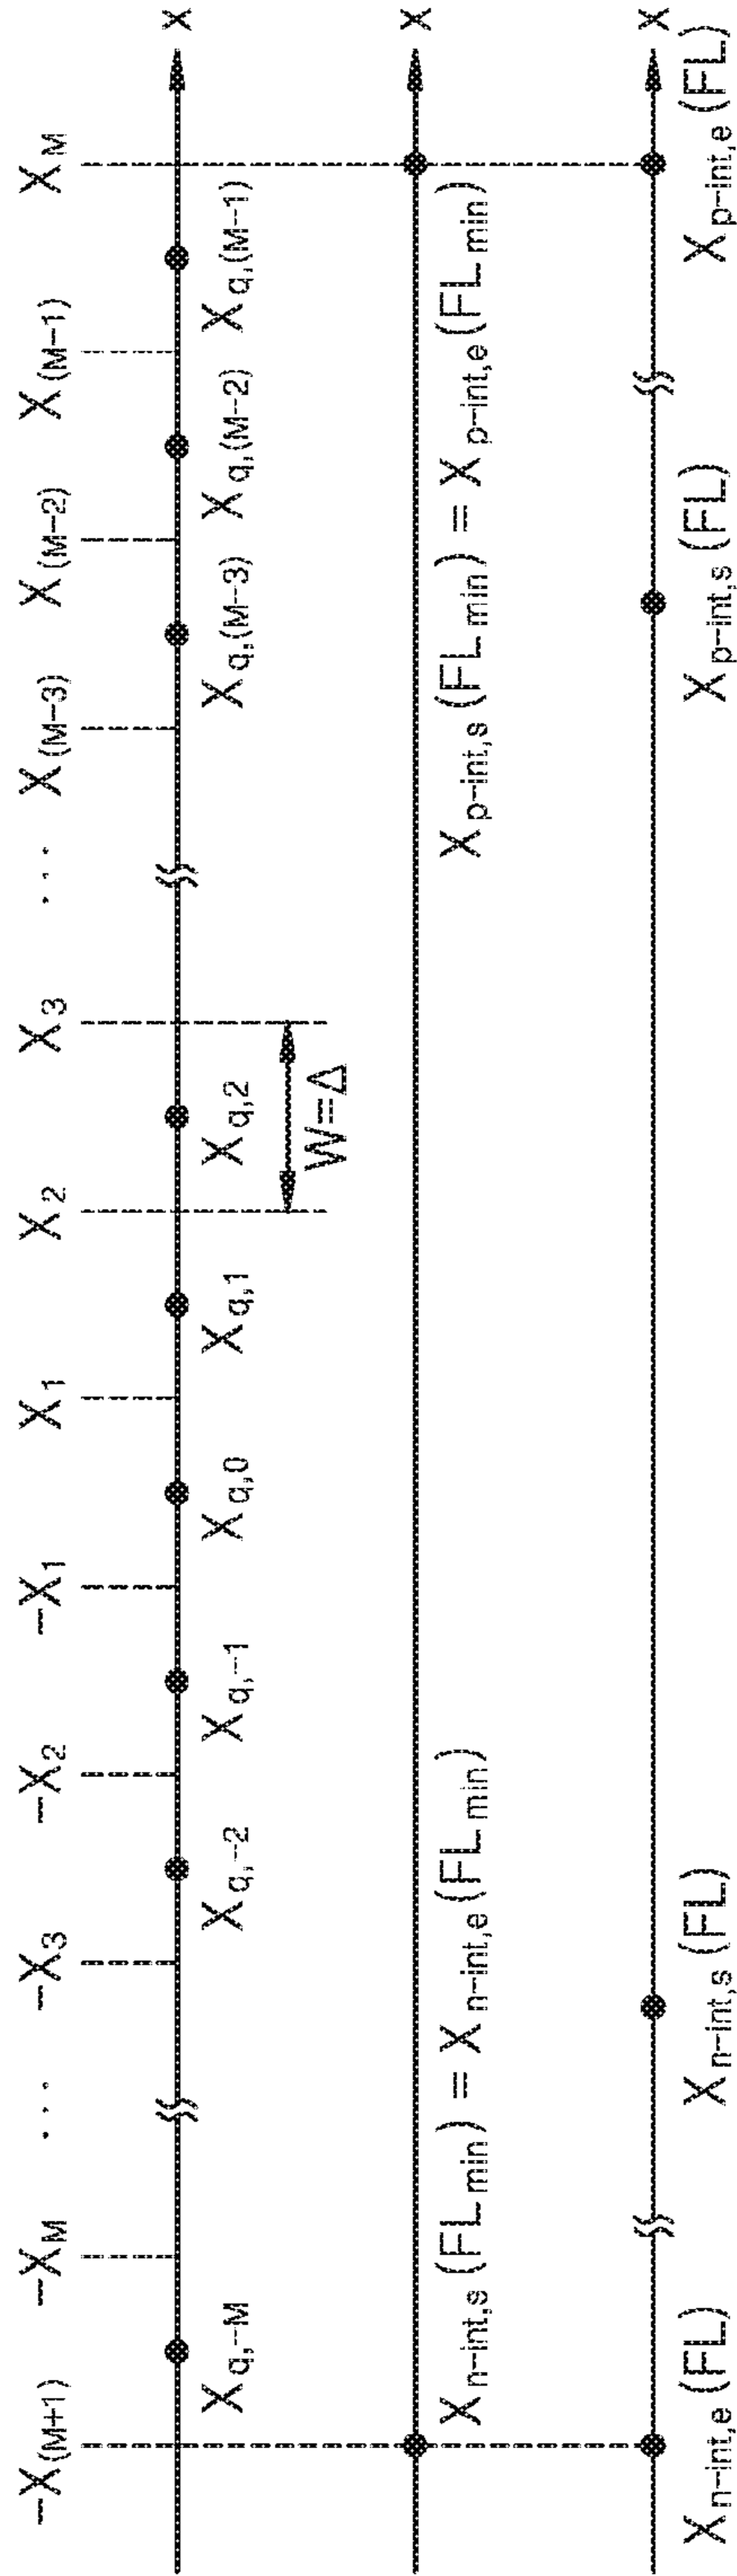 -X(M+1) -XM ... -X3 -X2 -X1 X1 X2 X3 ... X(M-3) X(M-2) X(M-1) XM
X
Xq,-M Xq,-2 Xq,-1 Xq,0 Xq,1 Xq,2 Xq,(M-3) Xq,(M-2) Xq,(M-1)
W=Δ
X
Xn-int,s (FLmin) = Xn-int,e (FLmin) Xp-int,s (FLmin) = Xp-int,e (FLmin)
X
Xn-int,e (FL) Xn-int,s (FL) Xp-int,s (FL) Xp-int,e (FL)